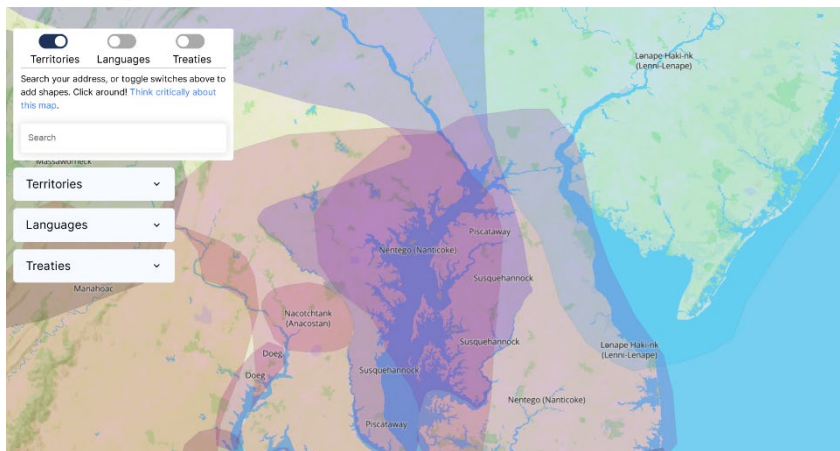 Territories
Languages
Treaties
Search your address, or toggle switches above to
add shapes. Click around! Think critically about
this map.
Search
Massawomeck
Territories
Languages
Treaties
Manahoac
Lenape Haki-nk
(Lenni-Lenape)
Piscataway
Nentego (Nanticoke)
Susquehannock
Nacotchtank
(Anacostan)
Susquehannock
Lenape Haki-nk
(Lenni-Lenape)
Doeg
Susquehannock
Doeg
Nentego (Nanticoke)
Piscataway